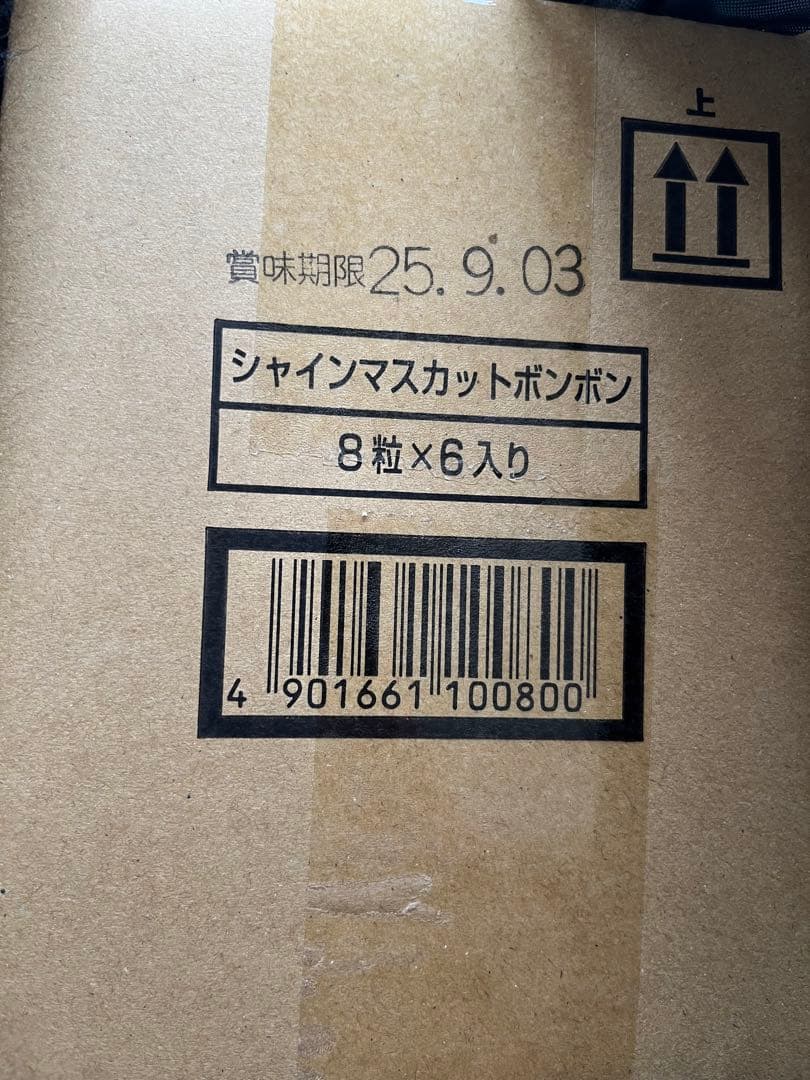 上
賞味期限25.9.03
シャインマスカットボンボン
8粒×6入り
4 901661 100800